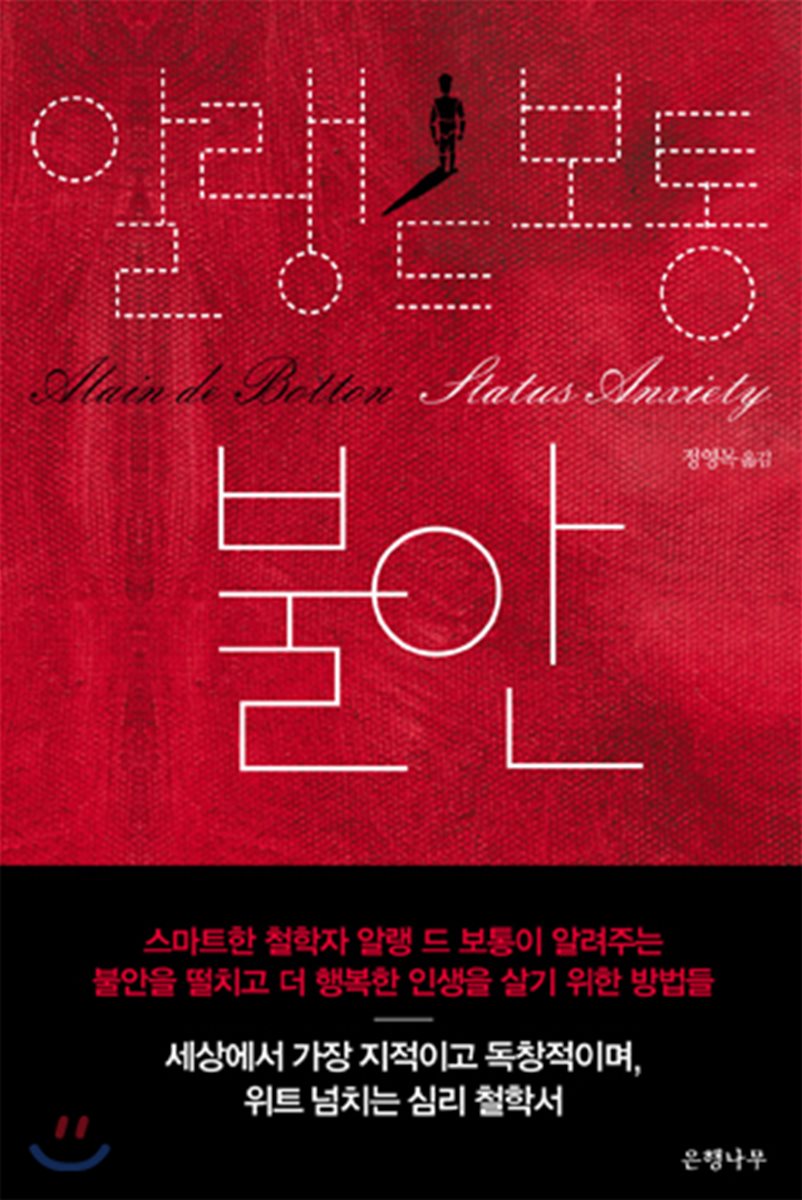 알랭 드 보통
Alain de Botton Status Anxiety
정영목 옮김
불안
스마트한 철학자 알랭 드 보통이 알려주는
불안을 떨치고 더 행복한 인생을 살기 위한 방법들
세상에서 가장 지적이고 독창적이며,
위트 넘치는 심리 철학서
은행나무